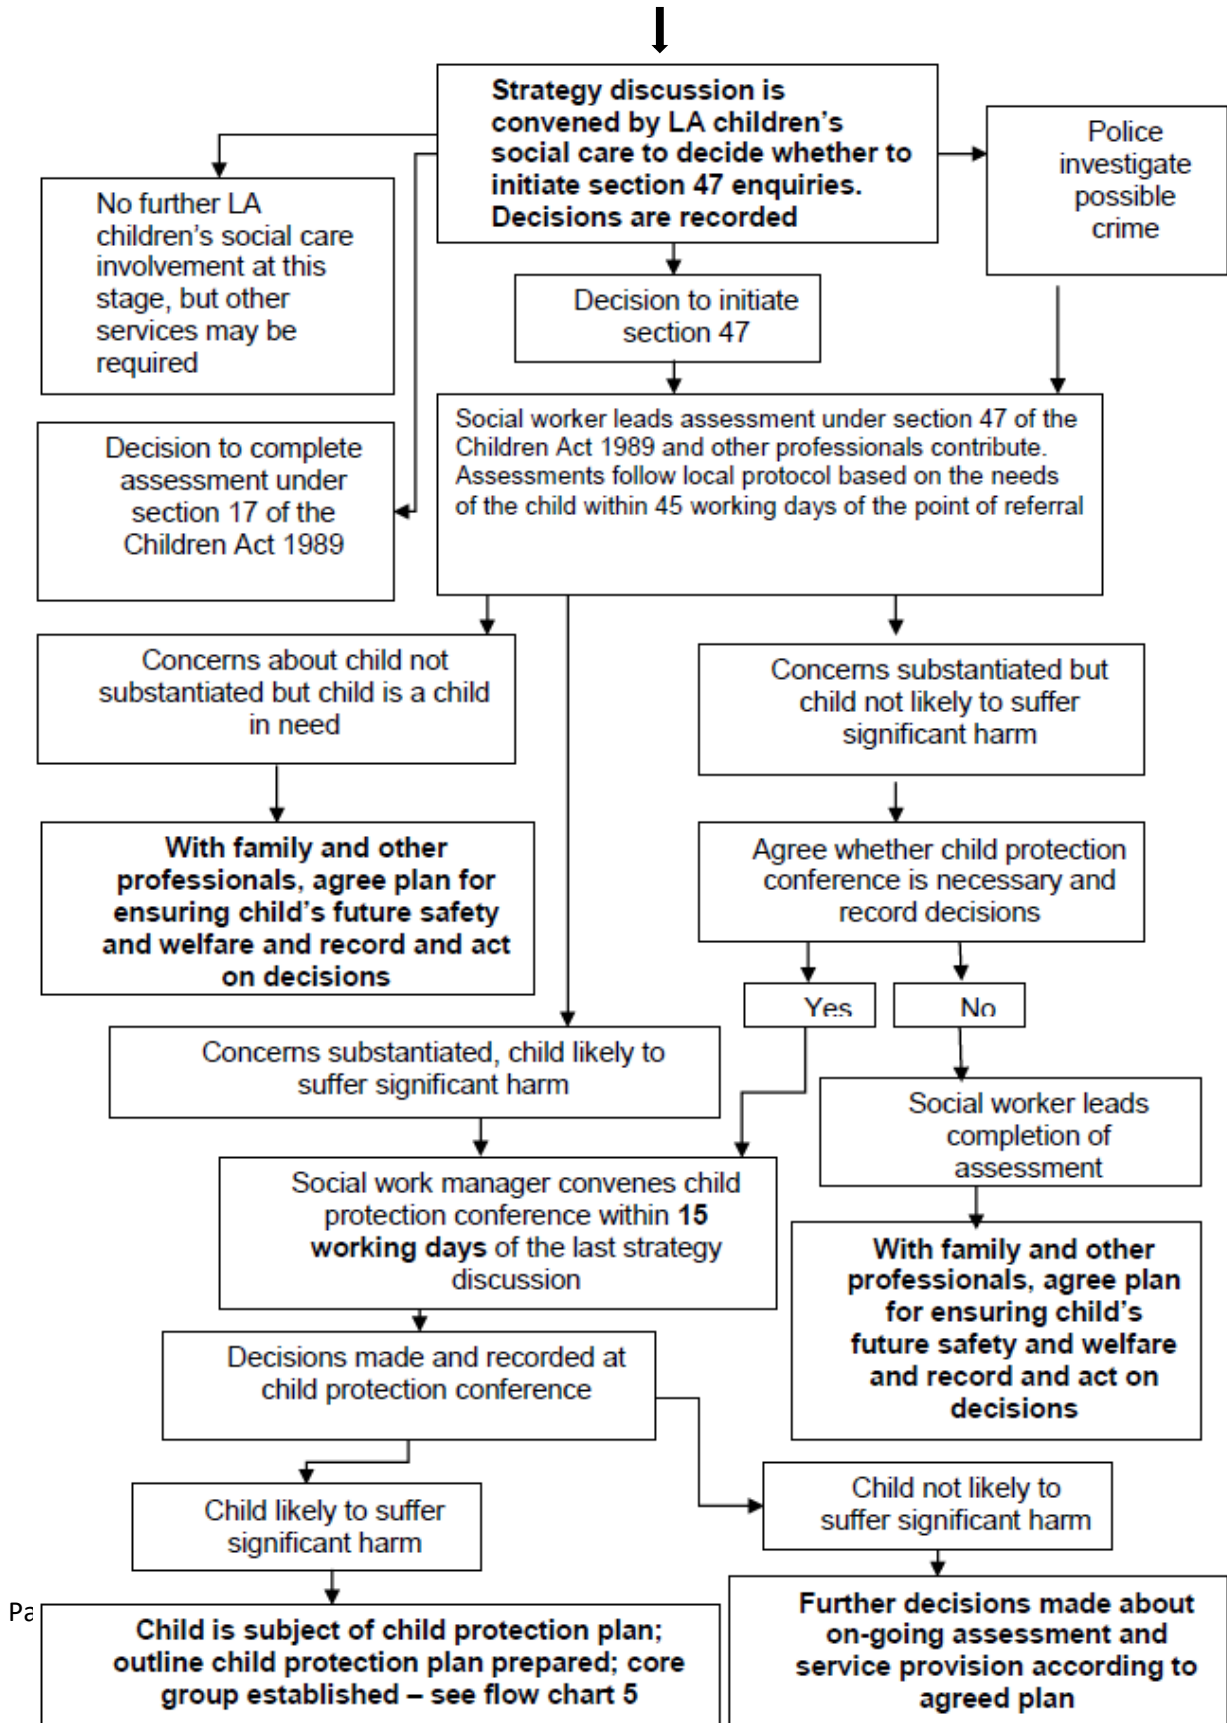 Strategy discussion is
convened by LA children’s
social care to decide whether to
initiate section 47 enquiries.
Decisions are recorded
Police
investigate
possible
crime
No further LA
children’s social care
involvement at this
stage, but other
services may be
required
Decision to initiate
section 47
Decision to complete
assessment under
section 17 of the
Children Act 1989
Social worker leads assessment under section 47 of the
Children Act 1989 and other professionals contribute.
Assessments follow local protocol based on the needs
of the child within 45 working days of the point of referral
Concerns about child not
substantiated but child is a child
in need
Concerns substantiated but
child not likely to suffer
significant harm
With family and other
professionals, agree plan for
ensuring child’s future safety
and welfare and record and act
on decisions
Agree whether child protection
conference is necessary and
record decisions
Yes
No
Concerns substantiated, child likely to
suffer significant harm
Social worker leads
completion of
assessment
Social work manager convenes child
protection conference within 15
working days of the last strategy
discussion
With family and other
professionals, agree plan
for ensuring child’s
future safety and welfare
and record and act on
decisions
Decisions made and recorded at
child protection conference
Child likely to suffer
significant harm
Child not likely to
suffer significant harm
Child is subject of child protection plan;
outline child protection plan prepared; core
group established – see flow chart 5
Further decisions made about
on-going assessment and
service provision according to
agreed plan